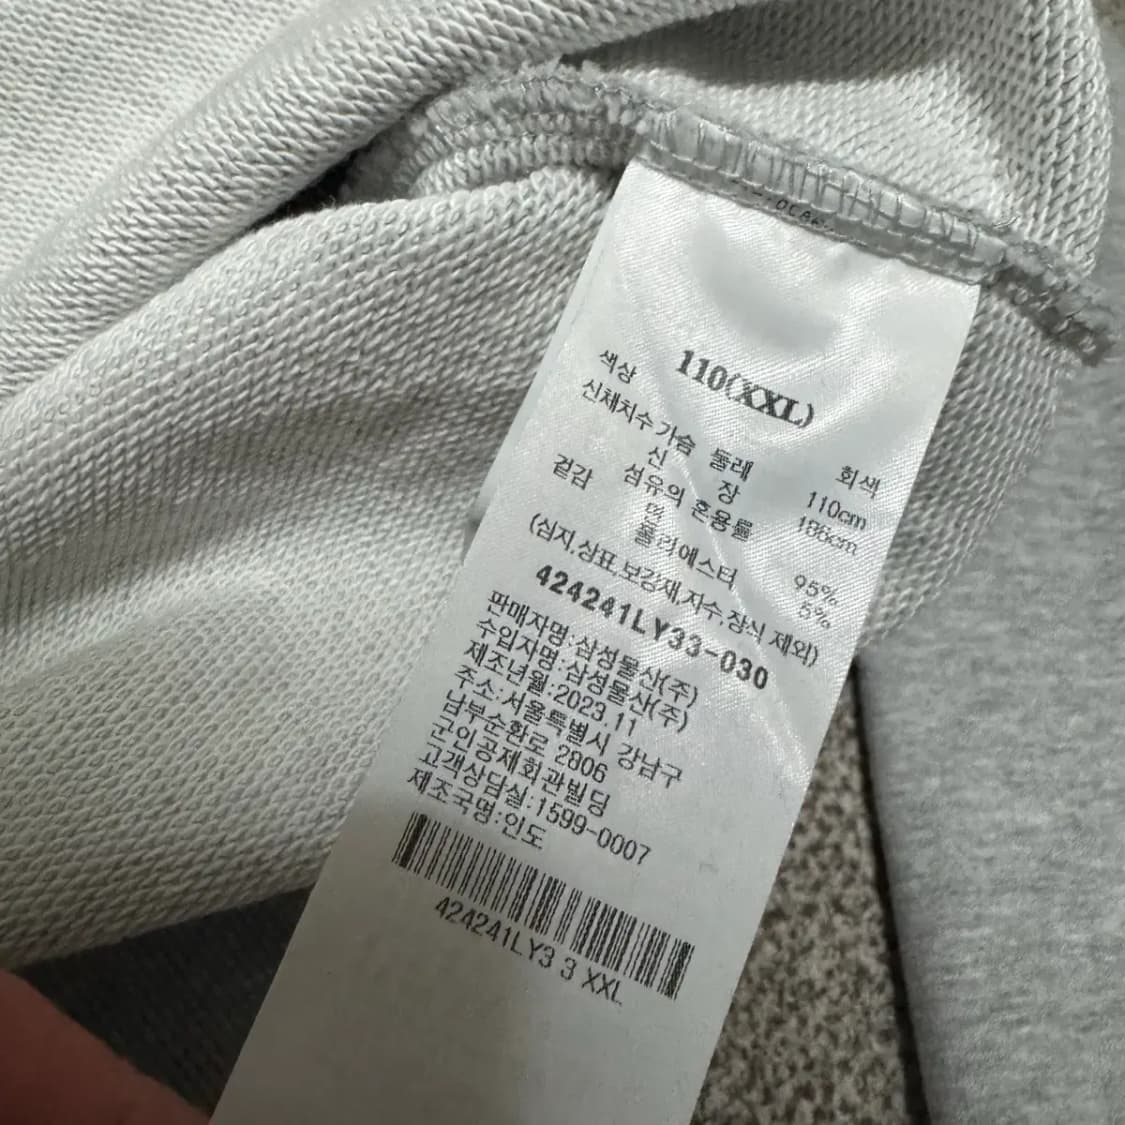 110(XXL)
색상 회색
신체치수 가슴 둘레 110cm
신 장 188cm
겉감 섬유의 혼용률
면 95%
폴리에스터 5%
(심지,상표,보강재,자수,장식 제외)
424241LY33-030
판매자명:삼성물산(주)
수입자명:삼성물산(주)
제조년월:2023.11
주소:서울특별시 강남구
남부순환로 2806
군인공제회관빌딩
고객상담실:1599-0007
제조국명:인도
424241LY3 3 XXL